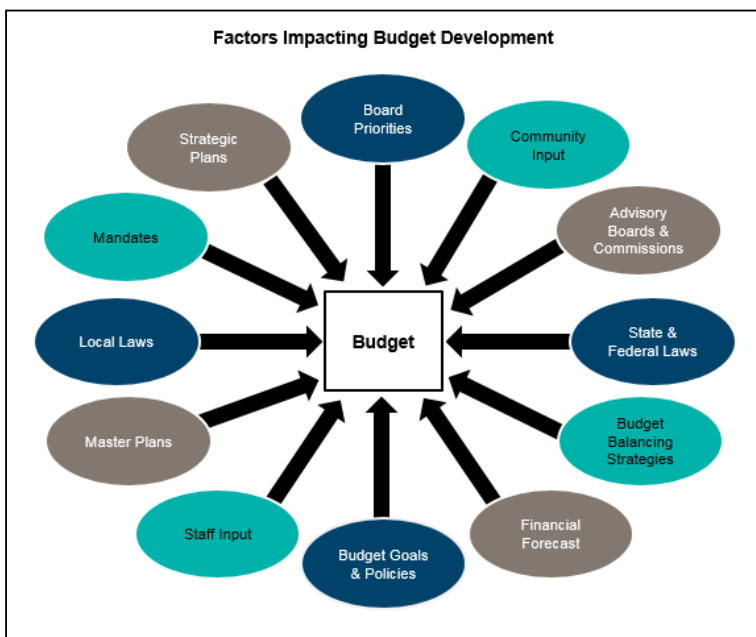 Factors Impacting Budget Development
Board
Priorities
Community
Input
Advisory
Boards &
Commissions
State &
Federal Laws
Budget
Balancing
Strategies
Financial
Forecast
Budget Goals
& Policies
Staff Input
Master Plans
Local Laws
Mandates
Strategic
Plans
Budget